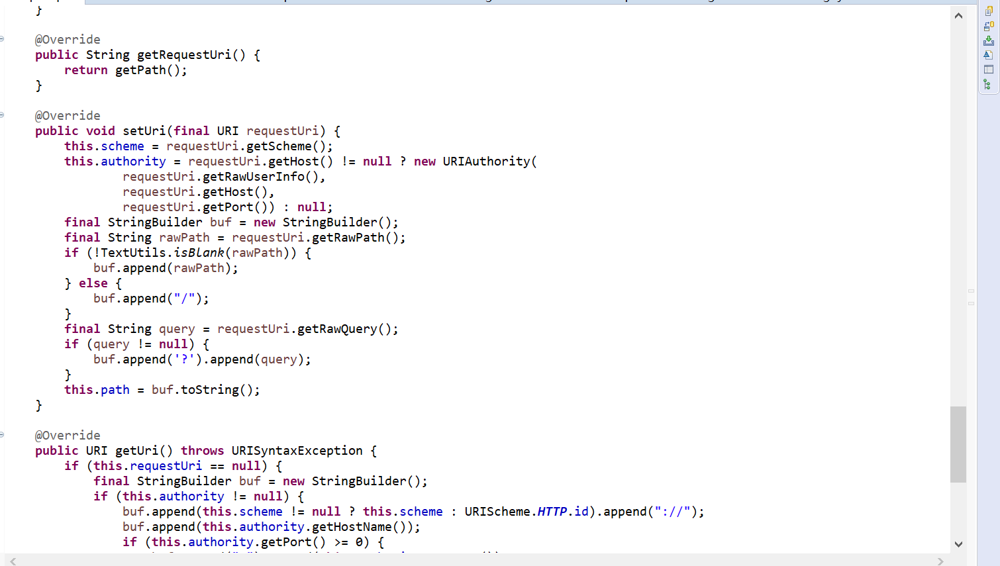 }
@Override
public String getRequestUri() {
return getPath();
}
@Override
public void setUri(final URI requestUri) {
this.scheme = requestUri.getScheme();
this.authority = requestUri.getHost() != null ? new URIAuthority(
requestUri.getRawUserInfo(),
requestUri.getHost(),
requestUri.getPort()) : null;
final StringBuilder buf = new StringBuilder();
final String rawPath = requestUri.getRawPath();
if (!TextUtils.isBlank(rawPath)) {
buf.append(rawPath);
} else {
buf.append("/");
}
final String query = requestUri.getRawQuery();
if (query != null) {
buf.append('?').append(query);
}
this.path = buf.toString();
}
@Override
public URI getUri() throws URISyntaxException {
if (this.requestUri == null) {
final StringBuilder buf = new StringBuilder();
if (this.authority != null) {
buf.append(this.scheme != null ? this.scheme : URIScheme.HTTP.id).append("://");
buf.append(this.authority.getHostName());
if (this.authority.getPort() >= 0) {